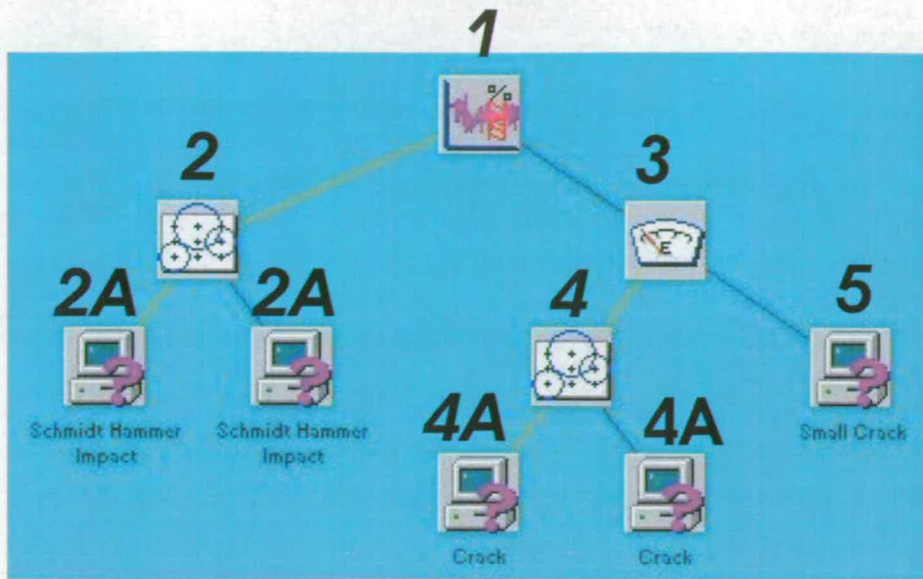 1
%
2
3
E
2A
2A
4
5
Schmidt Hammer
Impact
Schmidt Hammer
Impact
4A
4A
Small Crack
Crack
Crack